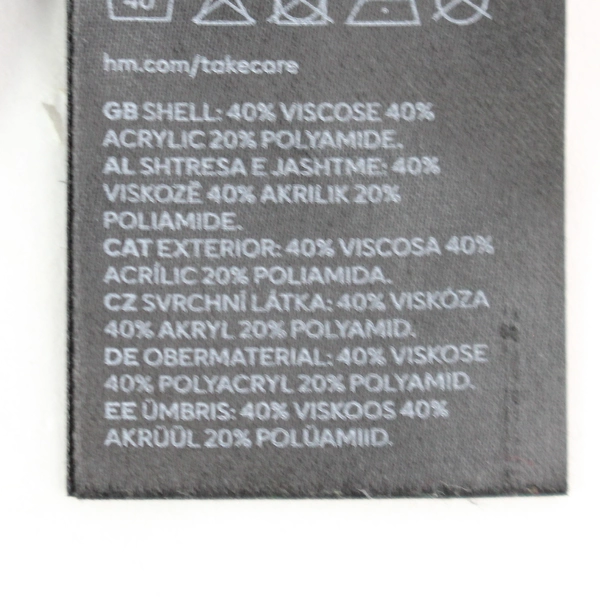 40
hm.com/takecare
GB SHELL: 40% VISCOSE 40%
ACRYLIC 20% POLYAMIDE.
AL SHTRESA E JASHTME: 40%
VISKOZË 40% AKRILIK 20%
POLIAMIDE.
CAT EXTERIOR: 40% VISCOSA 40%
ACRÍLIC 20% POLIAMIDA.
CZ SVRCHNÍ LÁTKA: 40% VISKÓZA
40% AKRYL 20% POLYAMID.
DE OBERMATERIAL: 40% VISKOSE
40% POLYACRYL 20% POLYAMID.
EE ÜMBRIS: 40% VISKOOS 40%
AKRÜÜL 20% POLÜAMIID.